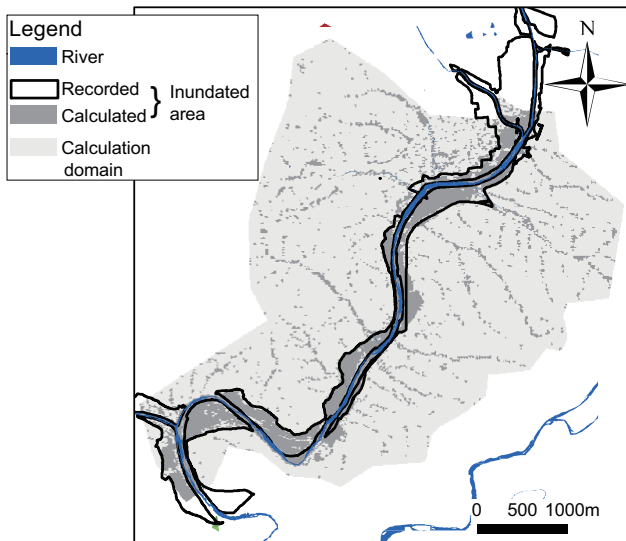 Legend
River
Recorded
Calculated
} Inundated
area
Calculation
domain
N
0 500 1000m